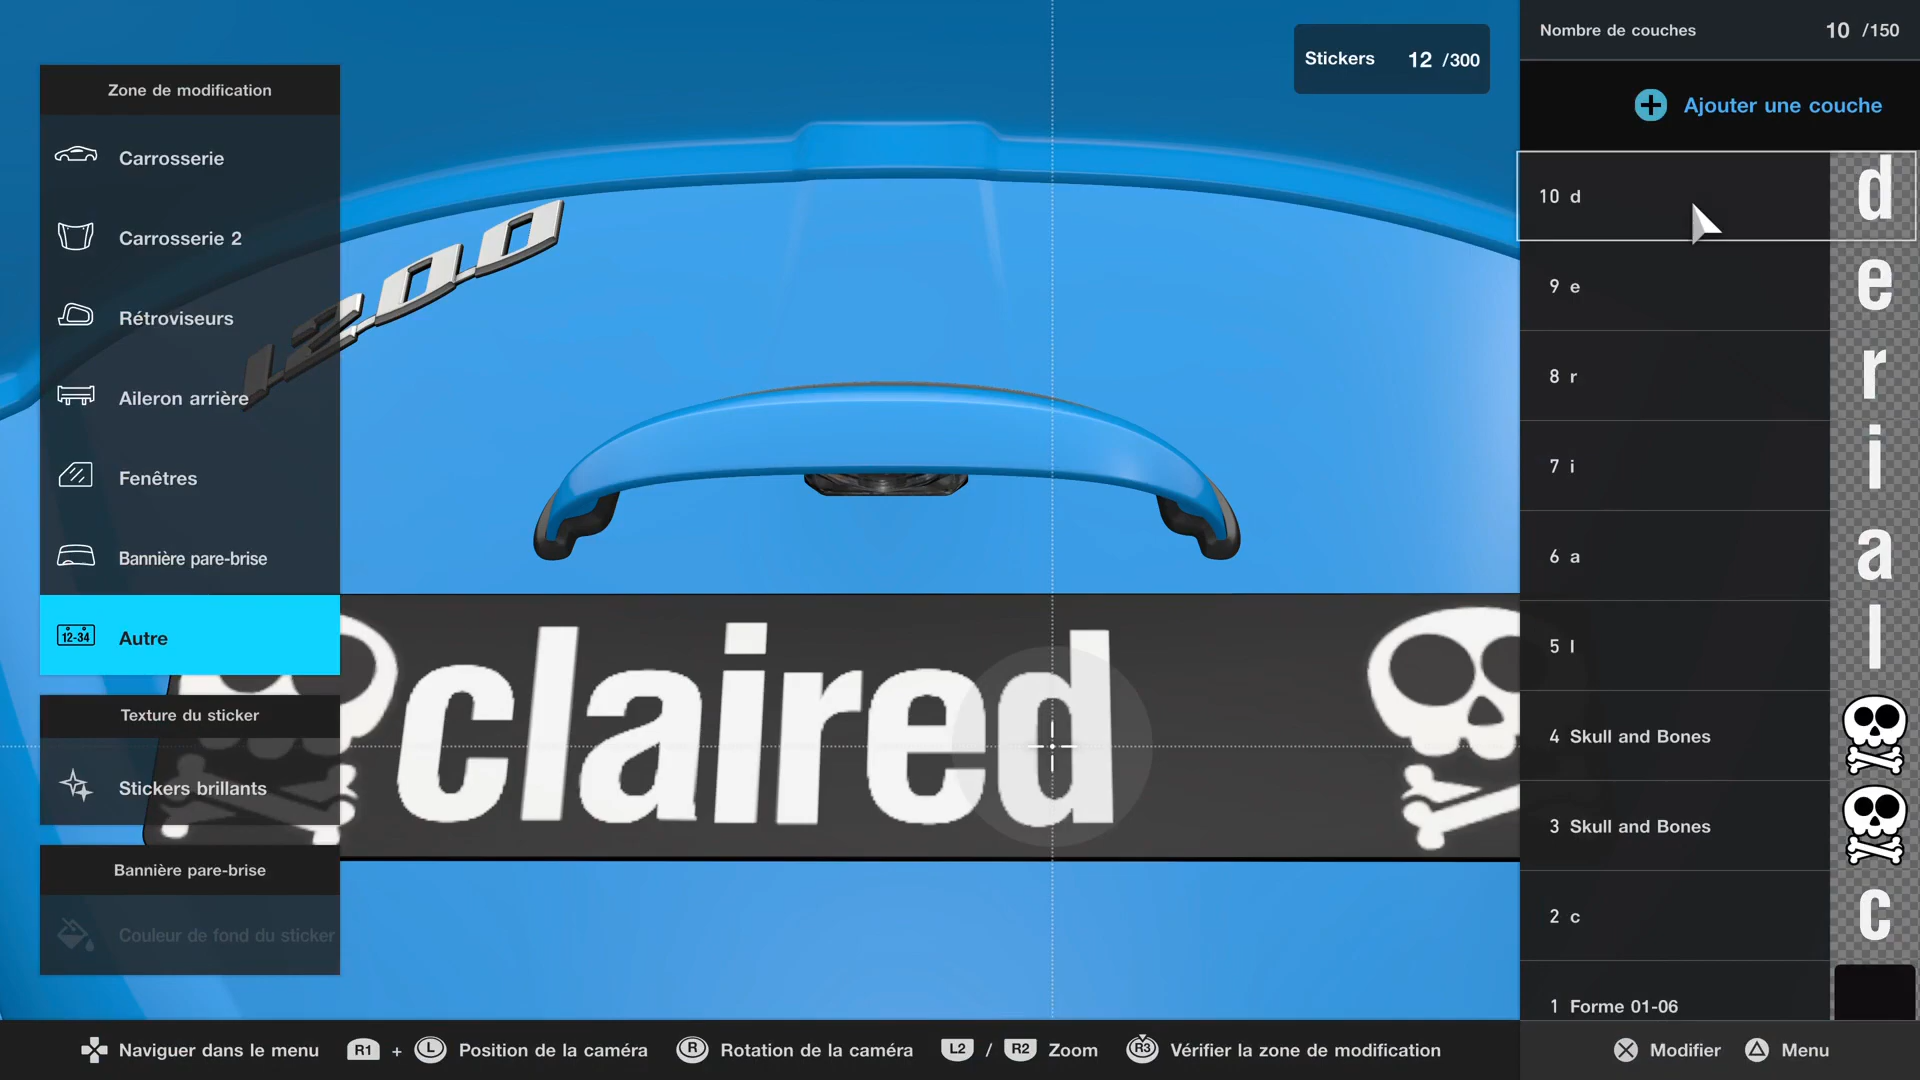 Zone de modification
Carrosserie
Carrosserie 2
Rétroviseurs
Aileron arrière
Fenêtres
Bannière pare-brise
12-34
Autre
Texture du sticker
Stickers brillants
Bannière pare-brise
Couleur de fond du sticker
1200
claired
Stickers 12 /300
Nombre de couches 10 /150
Ajouter une couche
10 d d
9 e e
8 r r
7 i i
6 a a
5 l l
4 Skull and Bones
3 Skull and Bones
2 c c
1 Forme 01-06
Naviguer dans le menu R1 + L Position de la caméra R Rotation de la caméra L2 / R2 Zoom R3 Vérifier la zone de modification Modifier Menu